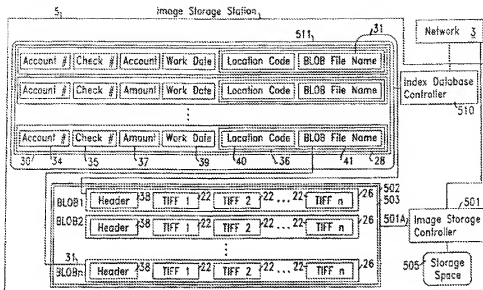 5 Image Storage Station
511 31
Network 3
Account # Check # Account Work Date Location Code BLOB File Name
Account # Check # Amount Work Date Location Code BLOB File Name
Index Database Controller 510
Account # Check # Amount Work Date Location Code BLOB File Name
30 34 35 37 39 40 36 41 28
BLOB1 Header 38 TIFF 1 22 TIFF 2 22 ... 22 TIFF n 26 502
503
BLOB2 Header 38 TIFF 1 22 TIFF 2 22 ... 22 TIFF n 26
501A
501
Image Storage Controller
31
BLOBn Header 38 TIFF 1 22 TIFF 2 22 ... 22 TIFF n 26
505 Storage Space